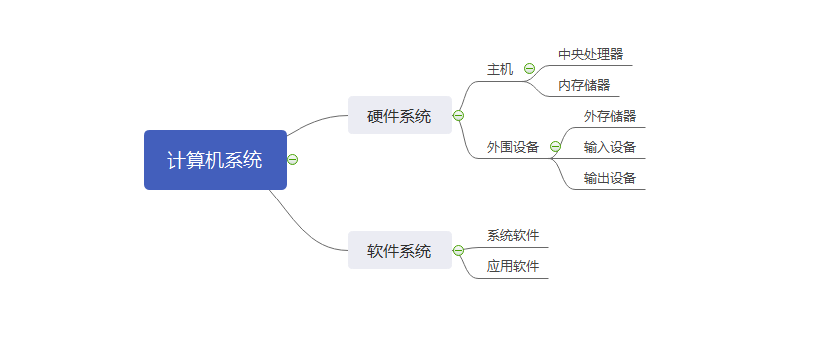 计算机系统
硬件系统
主机
中央处理器
内存储器
外围设备
外存储器
输入设备
输出设备
软件系统
系统软件
应用软件